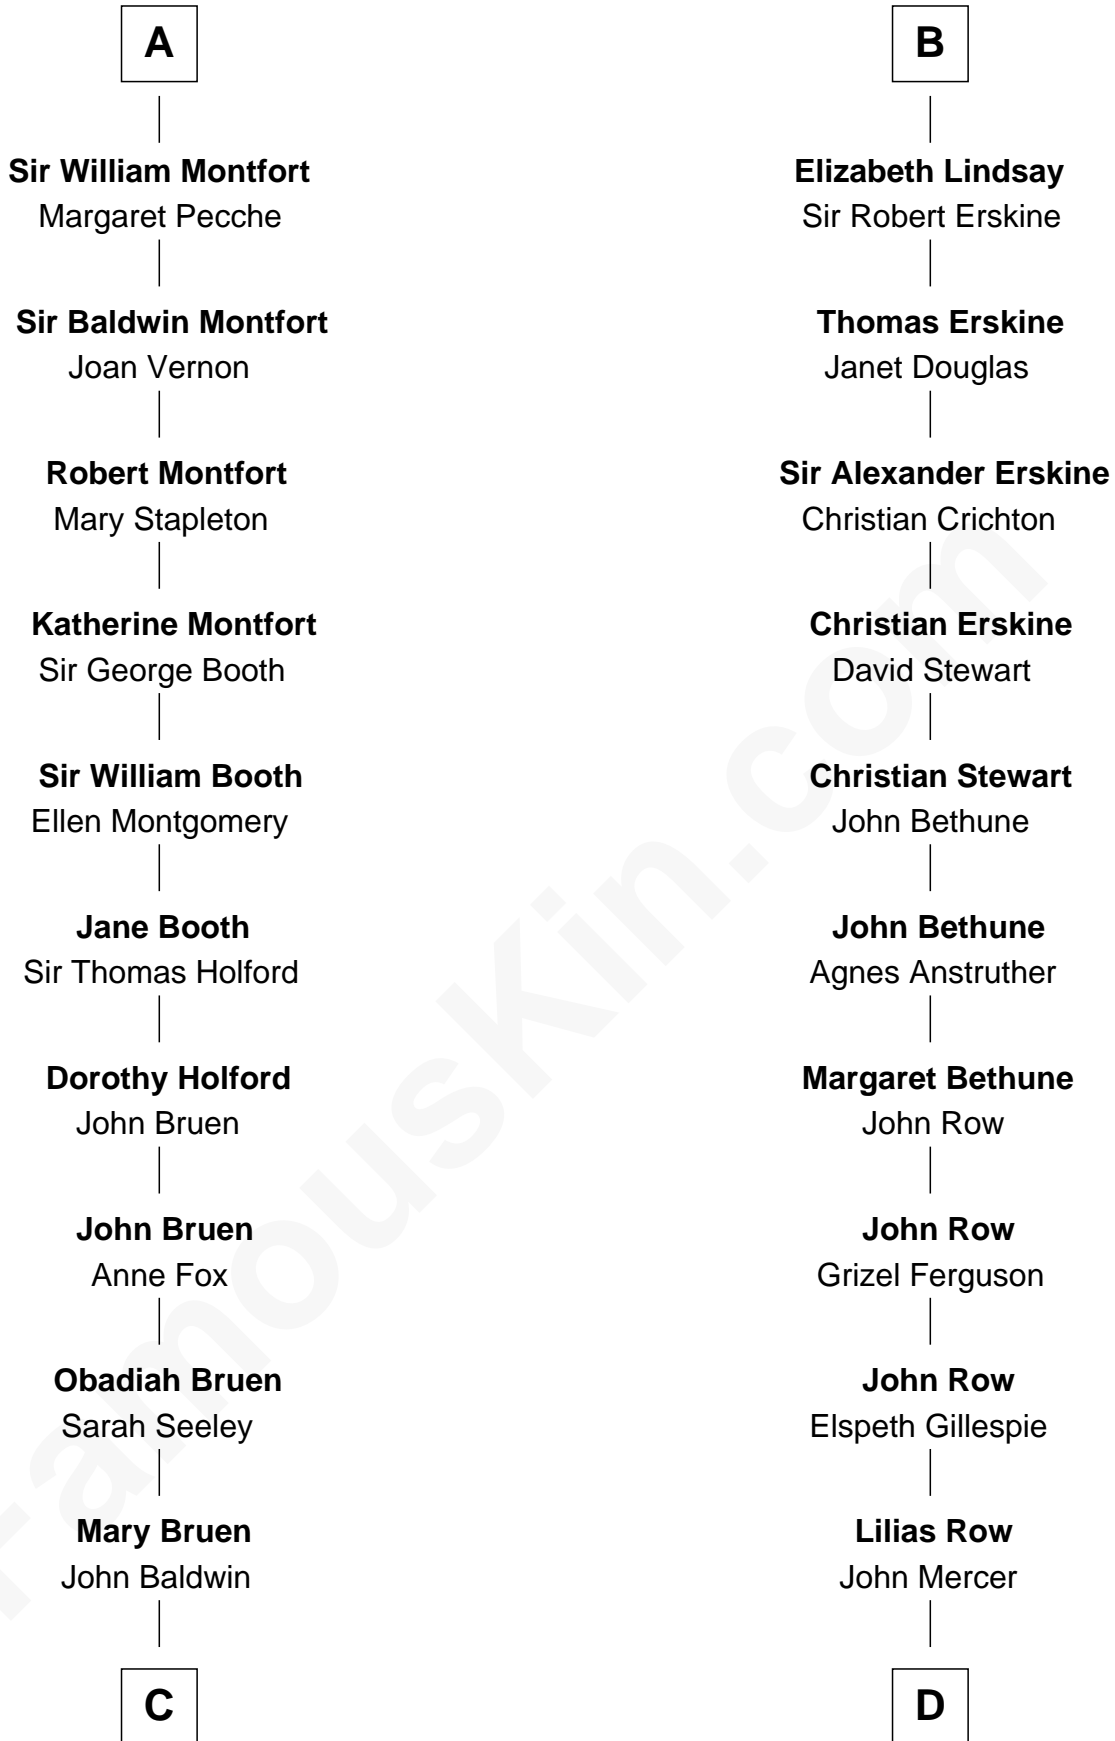 A
Sir William Montfort
Margaret Pecche
Sir Baldwin Montfort
Joan Vernon
Robert Montfort
Mary Stapleton
Katherine Montfort
Sir George Booth
Sir William Booth
Ellen Montgomery
Jane Booth
Sir Thomas Holford
Dorothy Holford
John Bruen
John Bruen
Anne Fox
Obadiah Bruen
Sarah Seeley
Mary Bruen
John Baldwin
C
B
Elizabeth Lindsay
Sir Robert Erskine
Thomas Erskine
Janet Douglas
Sir Alexander Erskine
Christian Crichton
Christian Erskine
David Stewart
Christian Stewart
John Bethune
John Bethune
Agnes Anstruther
Margaret Bethune
John Row
John Row
Grizel Ferguson
John Row
Elspeth Gillespie
Lilias Row
John Mercer
D
FamousKin.com